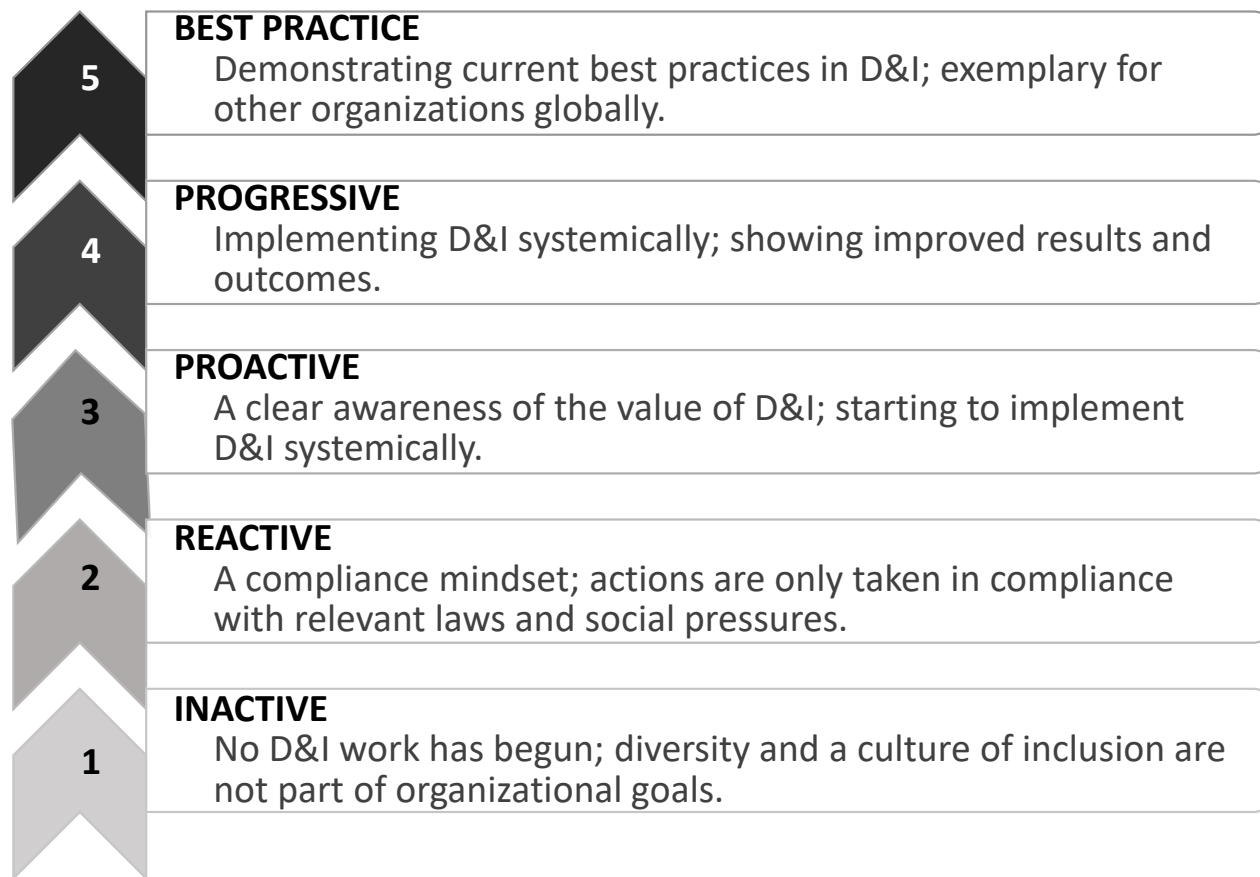 5
BEST PRACTICE
Demonstrating current best practices in D&I; exemplary for
other organizations globally.
4
PROGRESSIVE
Implementing D&I systemically; showing improved results and
outcomes.
3
PROACTIVE
A clear awareness of the value of D&I; starting to implement
D&I systemically.
2
REACTIVE
A compliance mindset; actions are only taken in compliance
with relevant laws and social pressures.
1
INACTIVE
No D&I work has begun; diversity and a culture of inclusion are
not part of organizational goals.